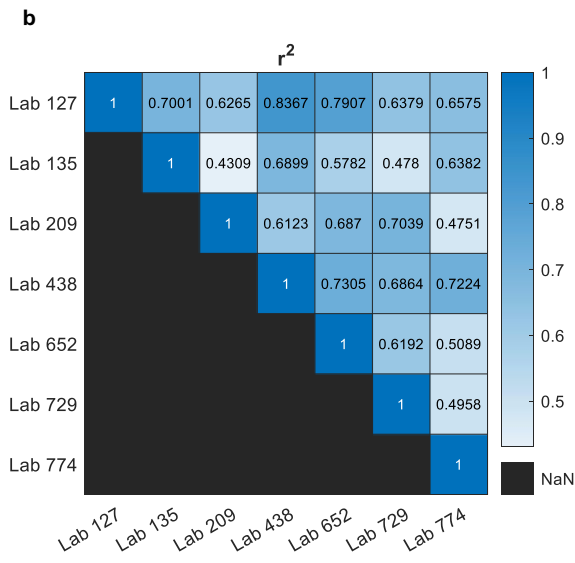 b
r²
Lab 127 1 0.7001 0.6265 0.8367 0.7907 0.6379 0.6575
Lab 135 1 0.4309 0.6899 0.5782 0.478 0.6382
Lab 209 1 0.6123 0.687 0.7039 0.4751
Lab 438 1 0.7305 0.6864 0.7224
Lab 652 1 0.6192 0.5089
Lab 729 1 0.4958
Lab 774 1
Lab 127 Lab 135 Lab 209 Lab 438 Lab 652 Lab 729 Lab 774
1
0.9
0.8
0.7
0.6
0.5
NaN